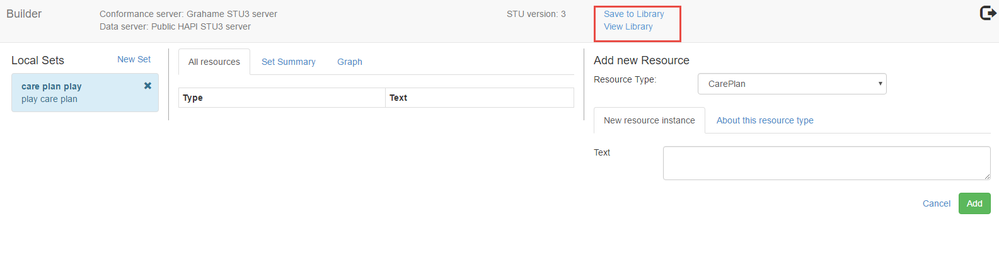 Builder
Conformance server: Grahame STU3 server
Data server: Public HAPI STU3 server
STU version: 3
Save to Library
View Library
Local Sets
New Set
care plan play
play care plan
All resources
Set Summary
Graph
Type
Text
Add new Resource
Resource Type:
CarePlan
New resource instance
About this resource type
Text
Cancel
Add